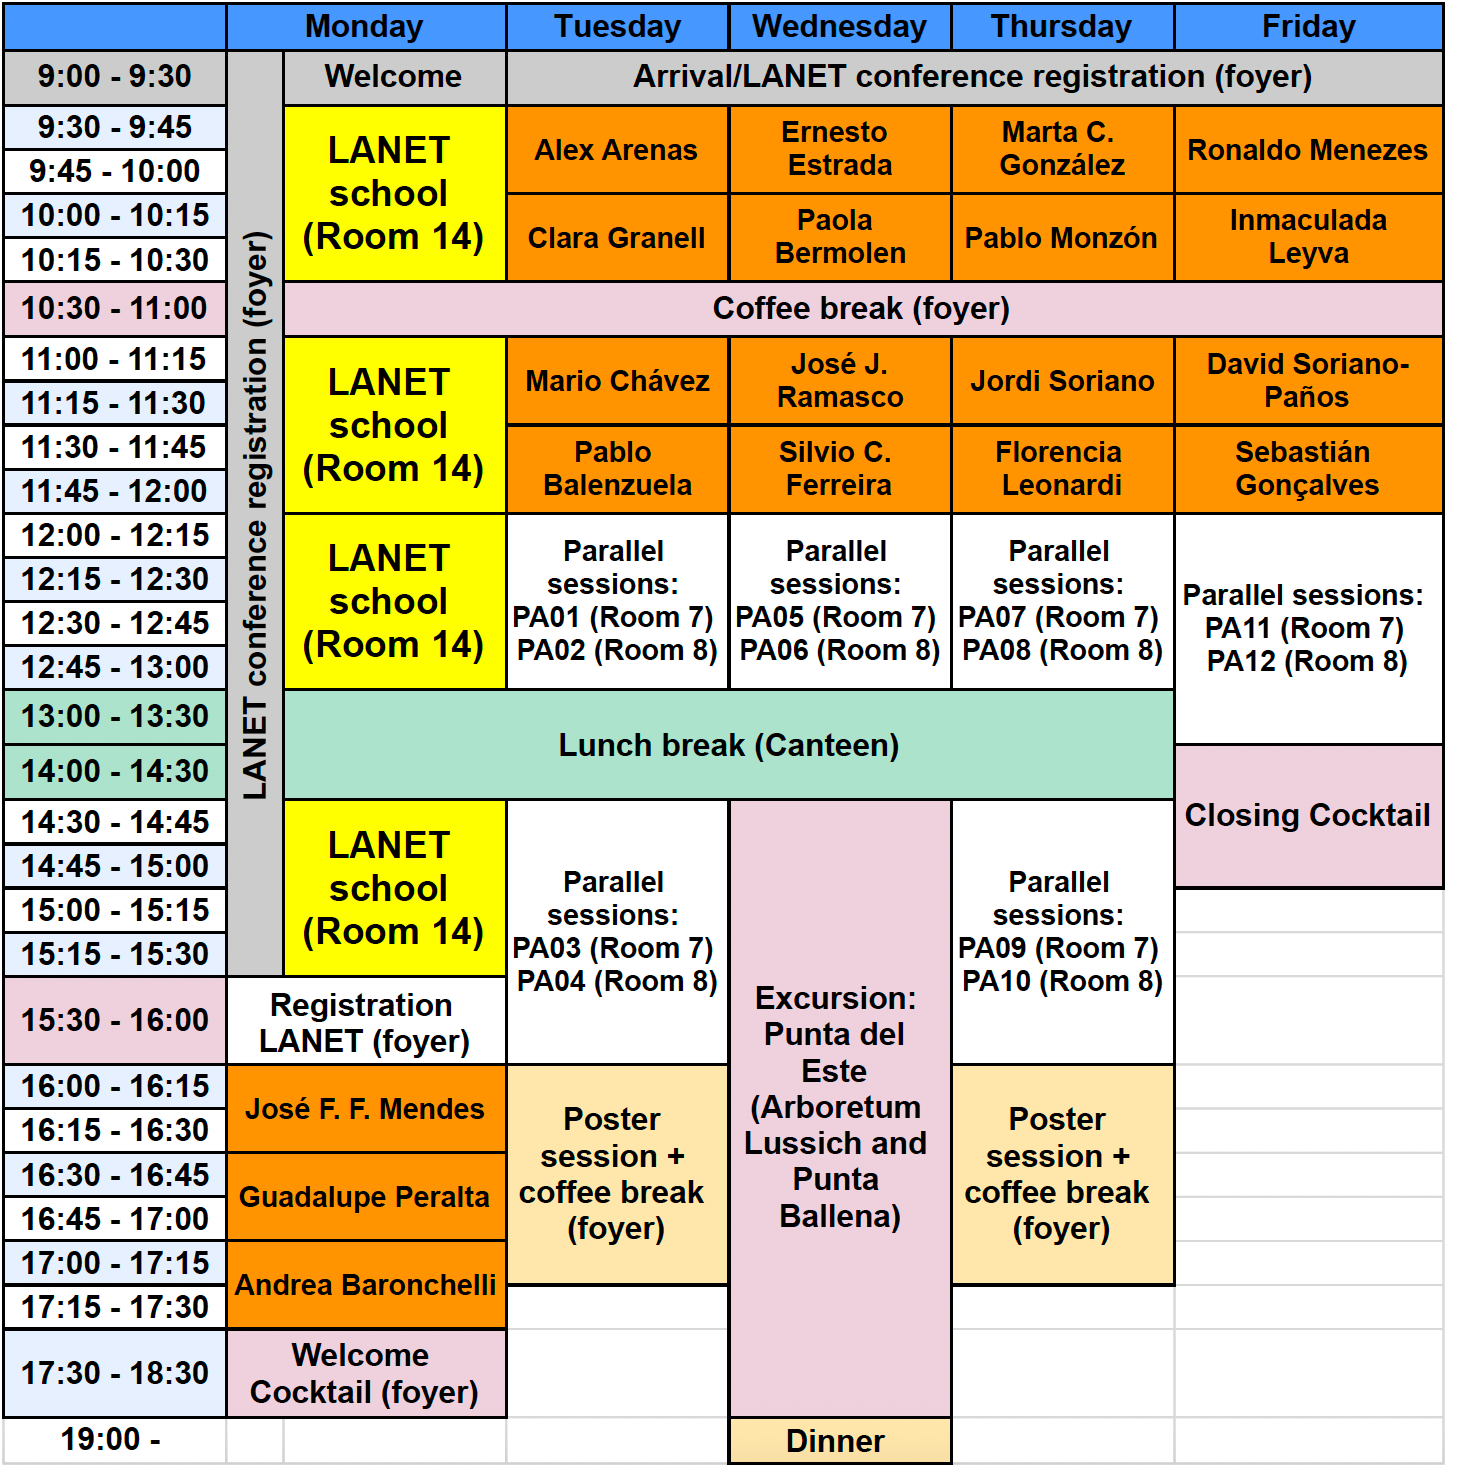 Monday Tuesday Wednesday Thursday Friday
9:00 - 9:30 Welcome Arrival/LANET conference registration (foyer)
LANET conference registration (foyer)
9:30 - 9:45
9:45 - 10:00
10:00 - 10:15
10:15 - 10:30
LANET
school
(Room 14)
Alex Arenas
Ernesto
Estrada
Marta C.
González
Ronaldo Menezes
Clara Granell
Paola
Bermolen
Pablo Monzón
Inmaculada
Leyva
10:30 - 11:00 Coffee break (foyer)
11:00 - 11:15
11:15 - 11:30
11:30 - 11:45
11:45 - 12:00
LANET
school
(Room 14)
Mario Chávez
José J.
Ramasco
Jordi Soriano
David Soriano-
Paños
Pablo
Balenzuela
Silvio C.
Ferreira
Florencia
Leonardi
Sebastián
Gonçalves
12:00 - 12:15
12:15 - 12:30
12:30 - 12:45
12:45 - 13:00
LANET
school
(Room 14)
Parallel
sessions:
PA01 (Room 7)
PA02 (Room 8)
Parallel
sessions:
PA05 (Room 7)
PA06 (Room 8)
Parallel
sessions:
PA07 (Room 7)
PA08 (Room 8)
Parallel sessions:
PA11 (Room 7)
PA12 (Room 8)
13:00 - 13:30
14:00 - 14:30
Lunch break (Canteen)
Closing Cocktail
14:30 - 14:45
14:45 - 15:00
15:00 - 15:15
15:15 - 15:30
LANET
school
(Room 14)
Parallel
sessions:
PA03 (Room 7)
PA04 (Room 8)
Excursion:
Punta del
Este
(Arboretum
Lussich and
Punta
Ballena)
Parallel
sessions:
PA09 (Room 7)
PA10 (Room 8)
15:30 - 16:00
Registration
LANET (foyer)
16:00 - 16:15
16:15 - 16:30
José F. F. Mendes
Poster
session +
coffee break
(foyer)
Poster
session +
coffee break
(foyer)
16:30 - 16:45
16:45 - 17:00
Guadalupe Peralta
17:00 - 17:15
17:15 - 17:30
Andrea Baronchelli
17:30 - 18:30
Welcome
Cocktail (foyer)
19:00 - Dinner